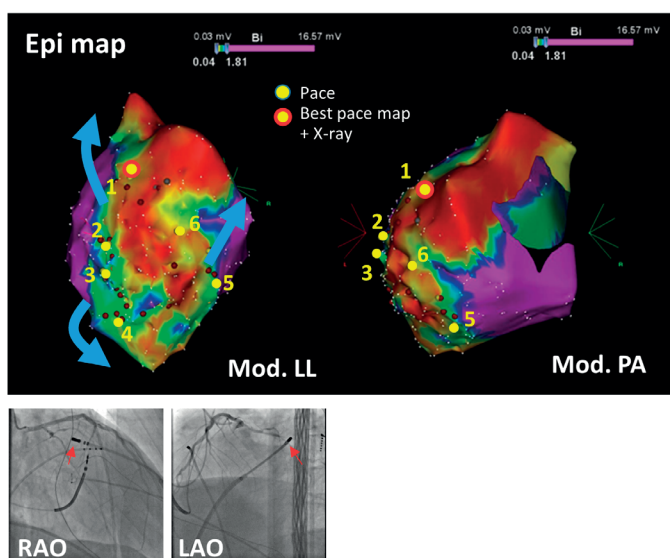 Epi map
0.03 mV Bi 16.57 mV
0.04 1.81
0.03 mV Bi 16.57 mV
0.04 1.81
Pace
Best pace map
+ X-ray
1
2
3
4
5
6
Mod. LL
1
2
3
6
5
Mod. PA
RAO
LAO